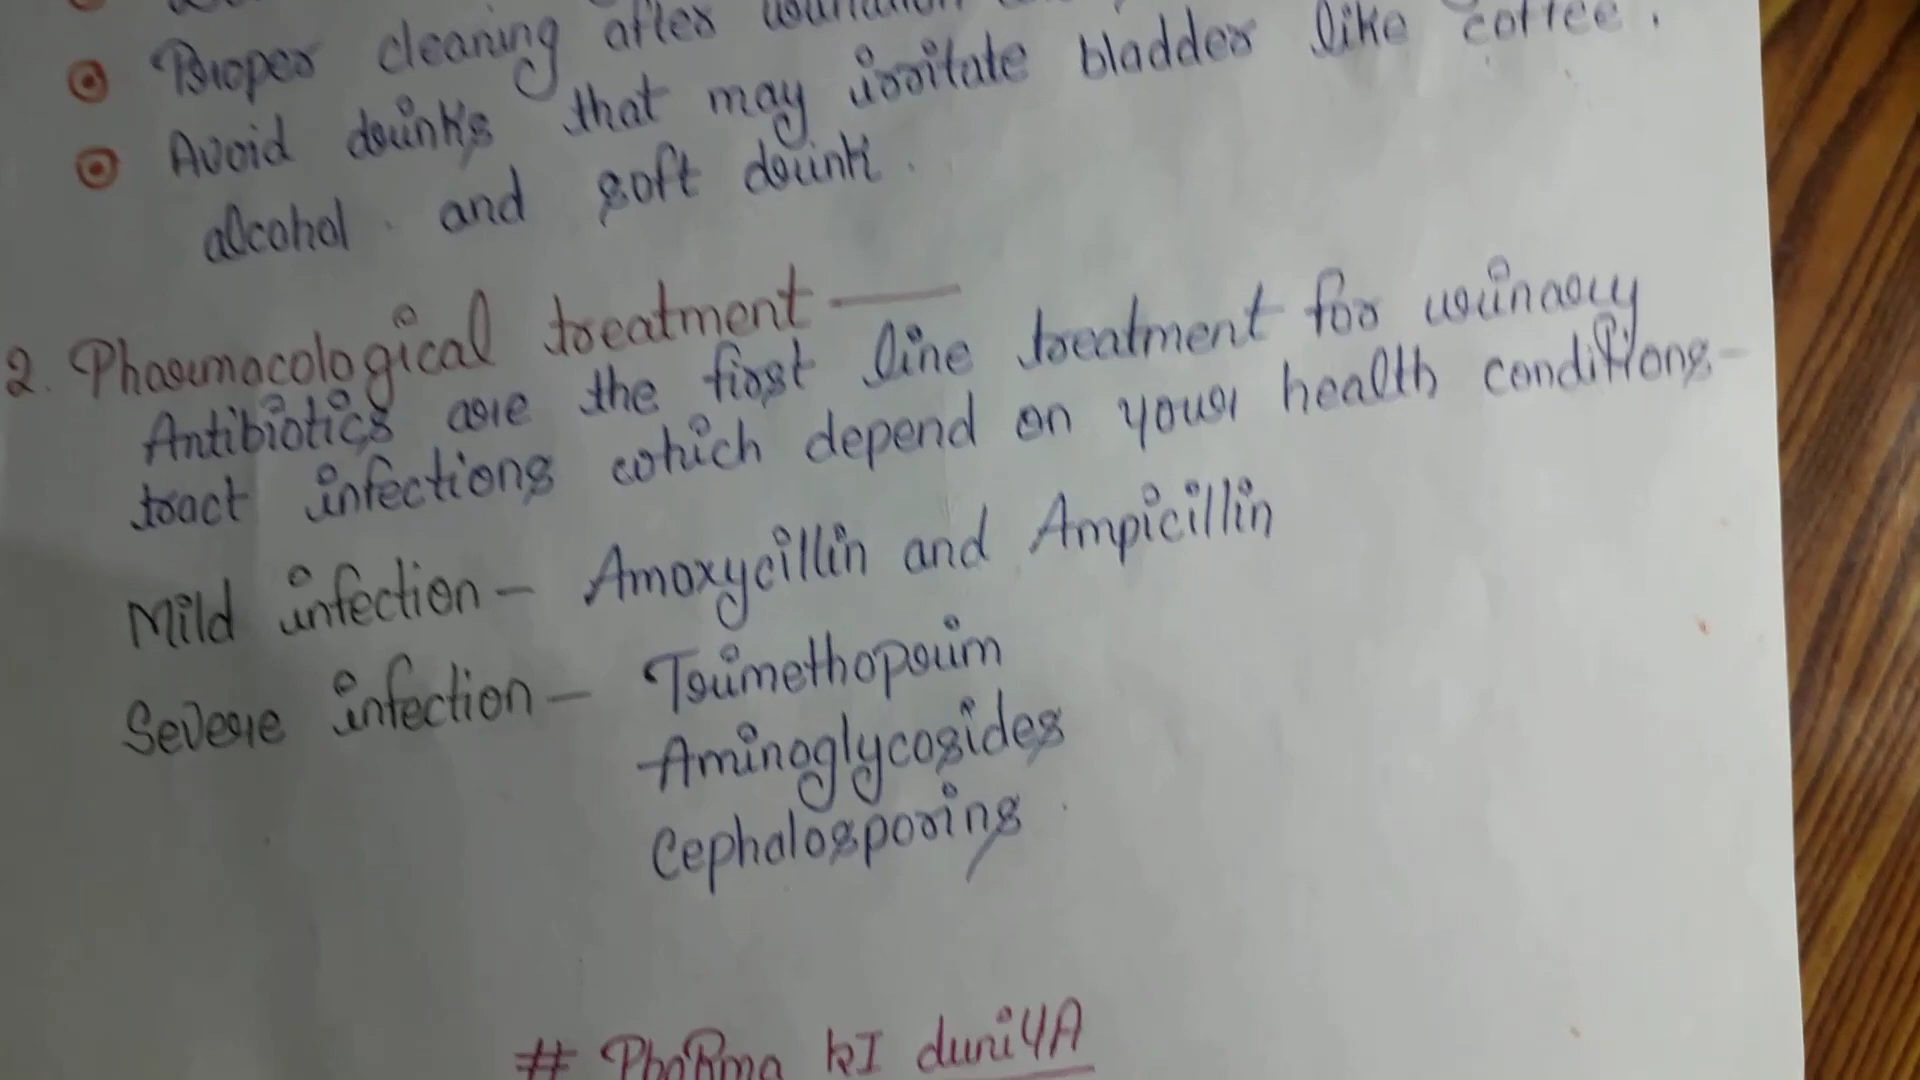 Proper cleaning after urination
Avoid drinks that may irritate bladder like coffee.
alcohol and soft drink.
2. Pharmacological treatment —
Antibiotics are the first line treatment for urinary
tract infections which depend on your health conditions-
Mild infection - Amoxycillin and Ampicillin
Severe infection - Trimethoprim
Aminoglycosides
Cephalosporins
# PhaRma kI duniYA